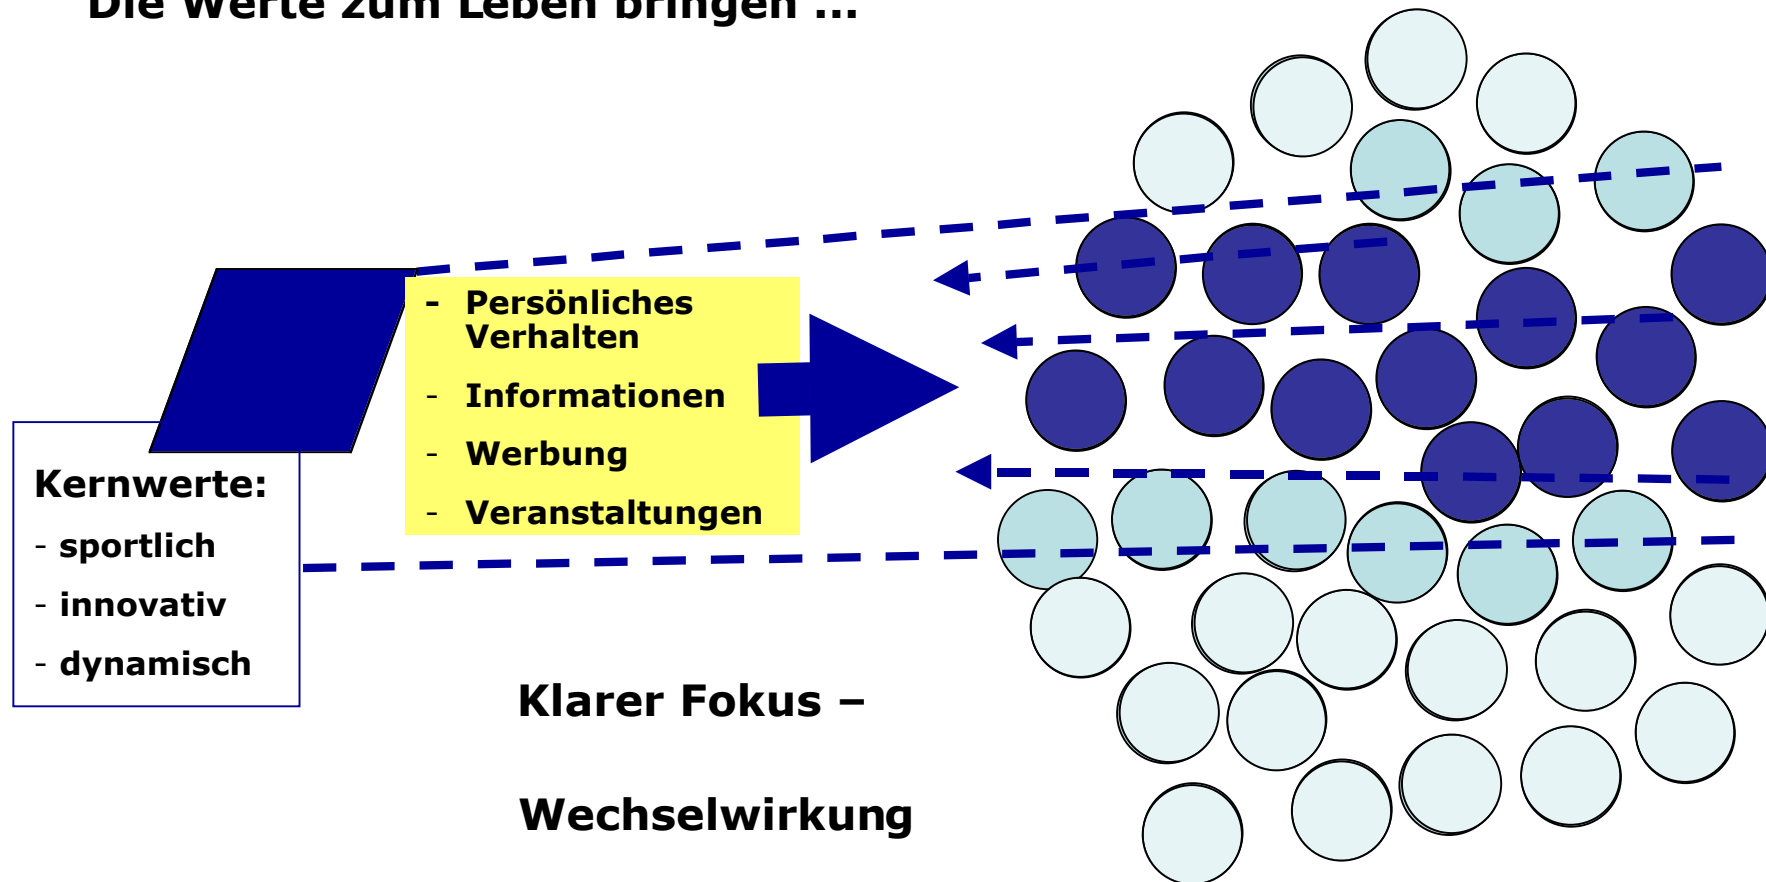 Die Werte zum Leben bringen ...
- Persönliches
Verhalten
- Informationen
- Werbung
- Veranstaltungen
Kernwerte:
- sportlich
- innovativ
- dynamisch
Klarer Fokus –
Wechselwirkung